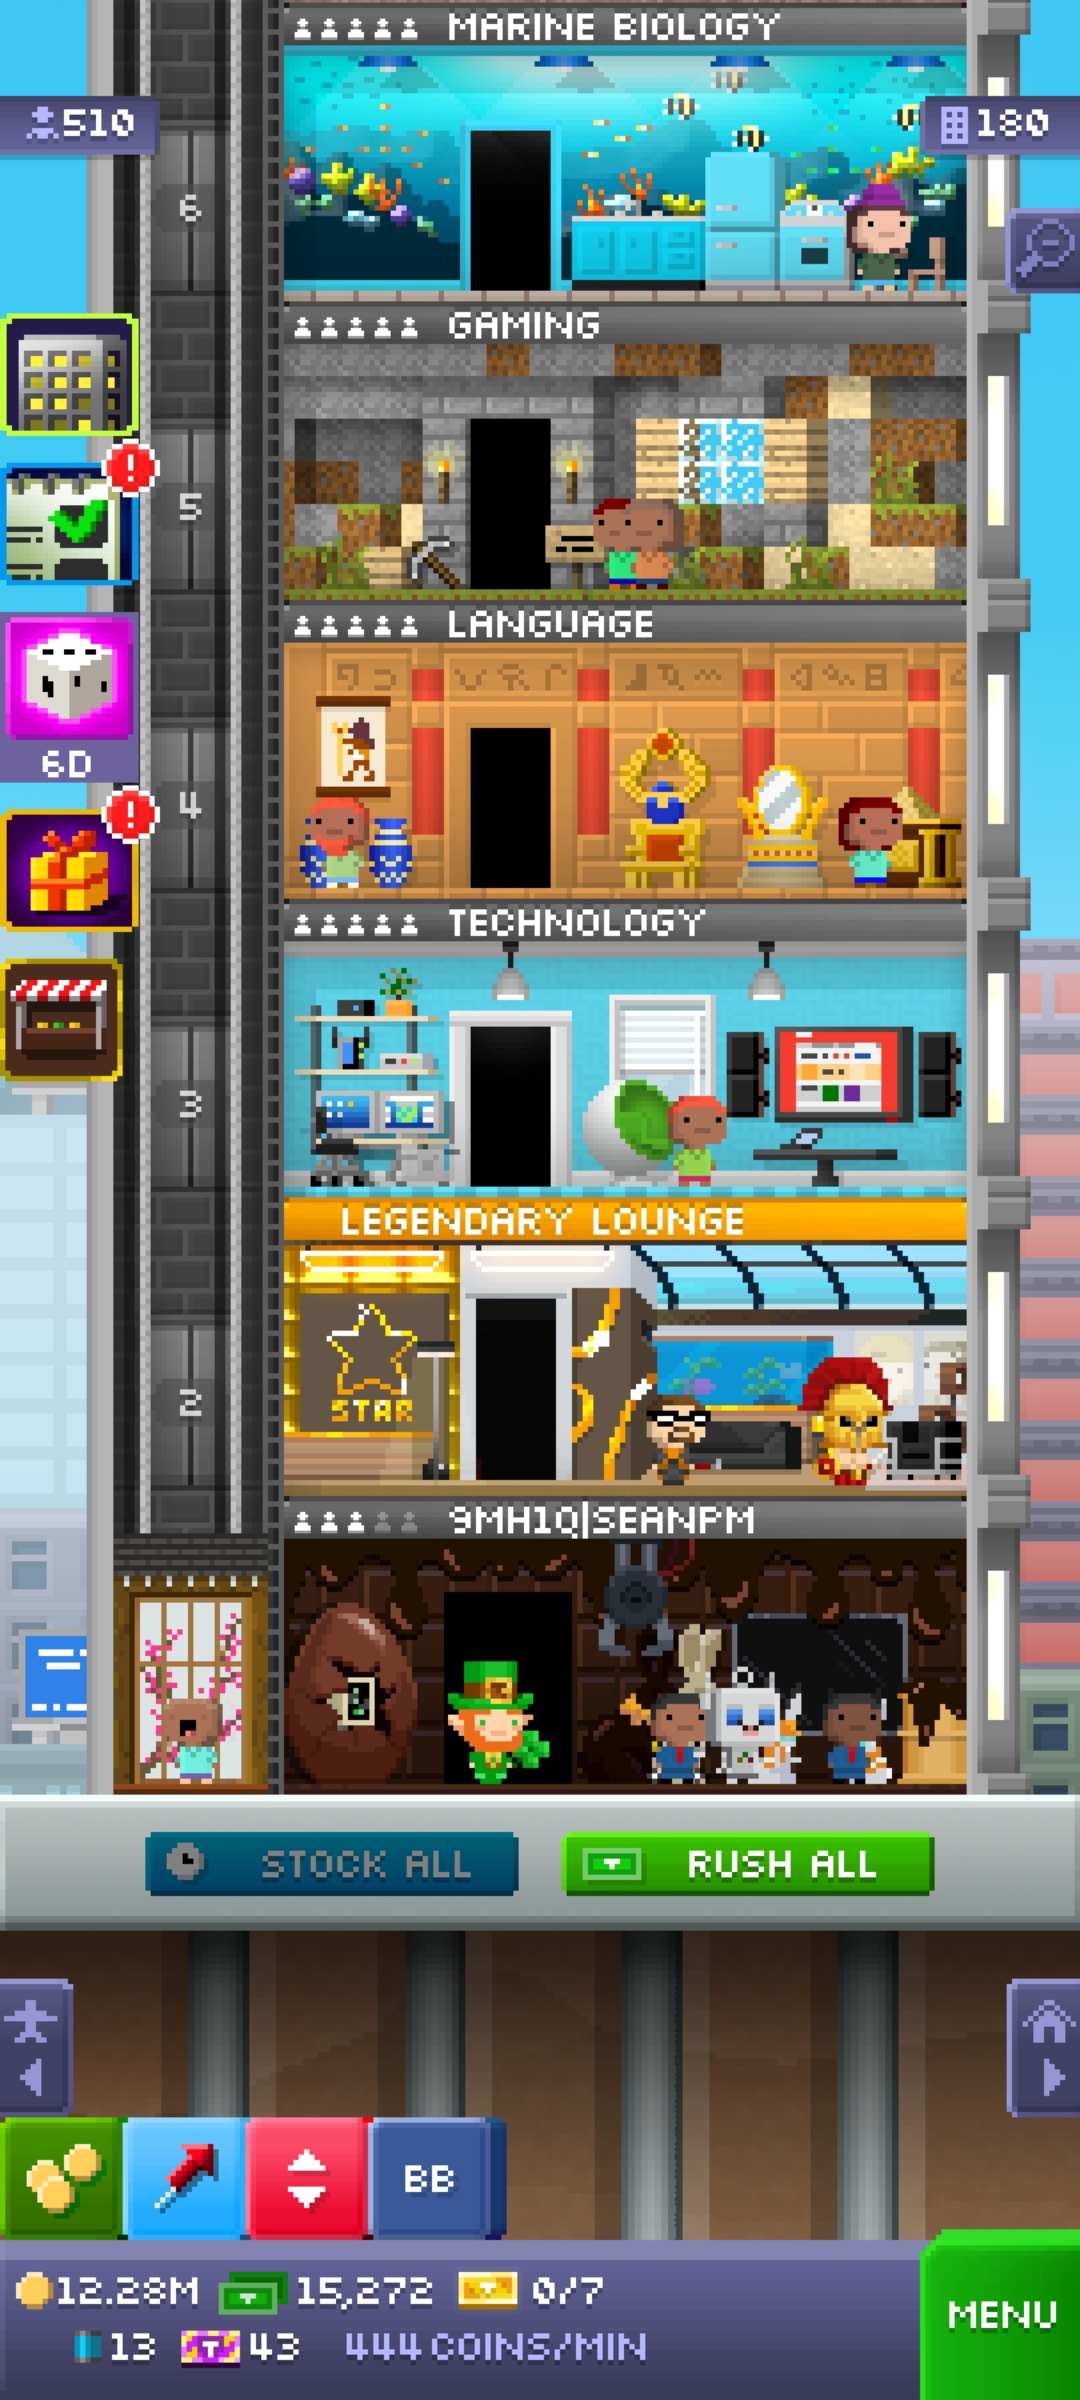 MARINE BIOLOGY
510
180
6
GAMING
5
LANGUAGE
6D
4
TECHNOLOGY
3
LEGENDARY LOUNGE
STAR
2
9MH1Q|SEANPM
STOCK ALL
RUSH ALL
BB
12.28M 15,272 0/7
MENU
13 43 444 COINS/MIN